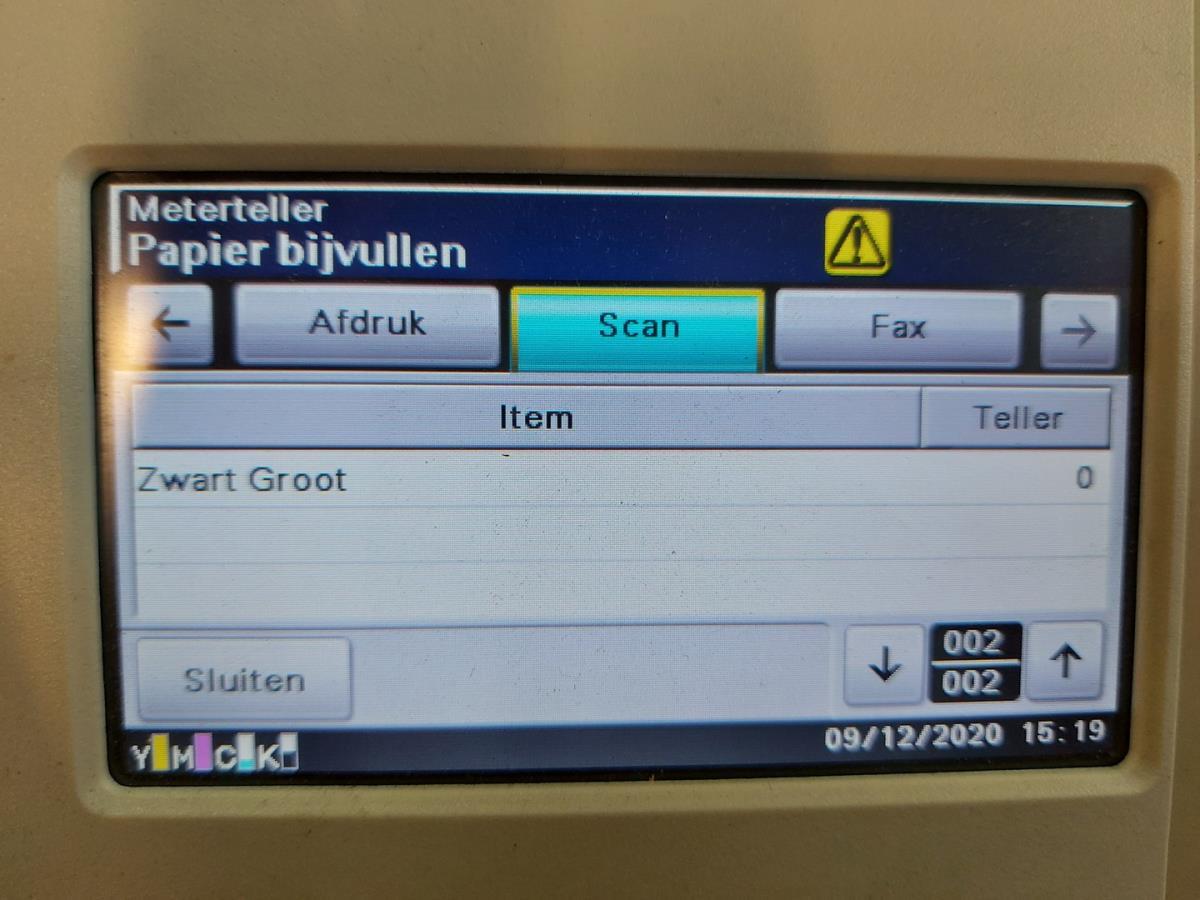 Meterteller
Papier bijvullen
← Afdruk Scan Fax →
Item Teller
Zwart Groot 0
Sluiten ↓ 002 ↑
002
Y M C K 09/12/2020 15:19